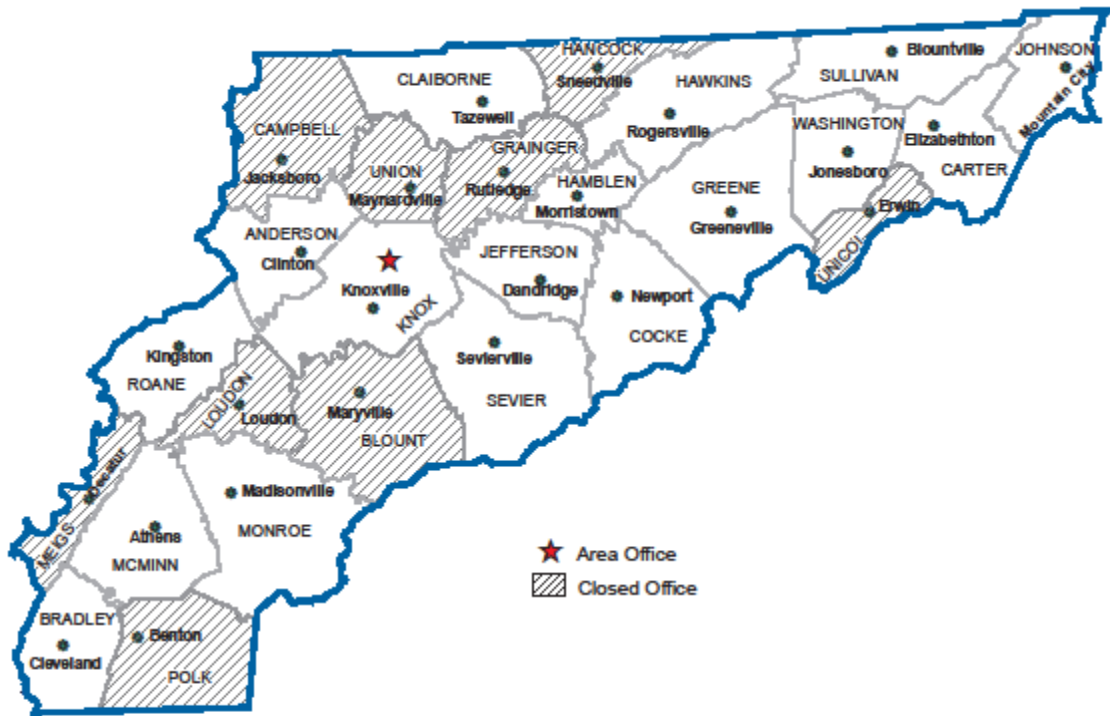 HANCOCK
Sneedville
CLAIBORNE
Tazewell
HAWKINS
Rogersville
Blountville
SULLIVAN
JOHNSON
Mountain City
CAMPBELL
Jacksboro
UNION
Maynardville
GRAINGER
Rutledge
HAMBLEN
Morristown
WASHINGTON
Jonesboro
Elizabethton
CARTER
GREENE
Greeneville
Erwin
UNICOI
ANDERSON
Clinton
Knoxville
KNOX
JEFFERSON
Dandridge
Newport
COCKE
Kingston
ROANE
LOUDON
Loudon
Maryville
BLOUNT
Sevierville
SEVIER
Decatur
MEIGS
Athens
MCMINN
Madisonville
MONROE
BRADLEY
Cleveland
Benton
POLK
Area Office
Closed Office